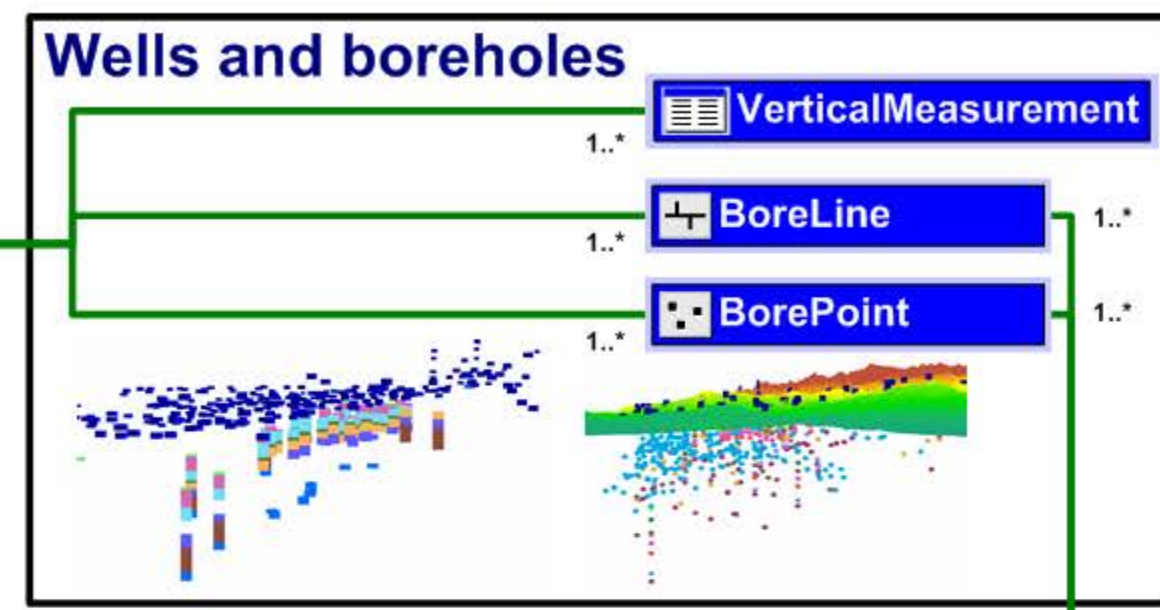 Wells and boreholes
VerticalMeasurement
1..*
BoreLine
1..*
1..*
BorePoint
1..*
1..*